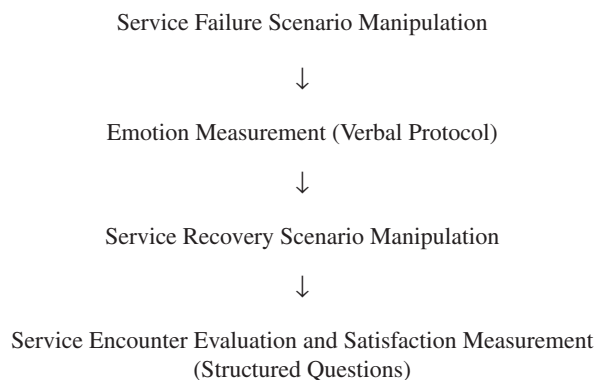 Service Failure Scenario Manipulation
↓
Emotion Measurement (Verbal Protocol)
↓
Service Recovery Scenario Manipulation
↓
Service Encounter Evaluation and Satisfaction Measurement
(Structured Questions)